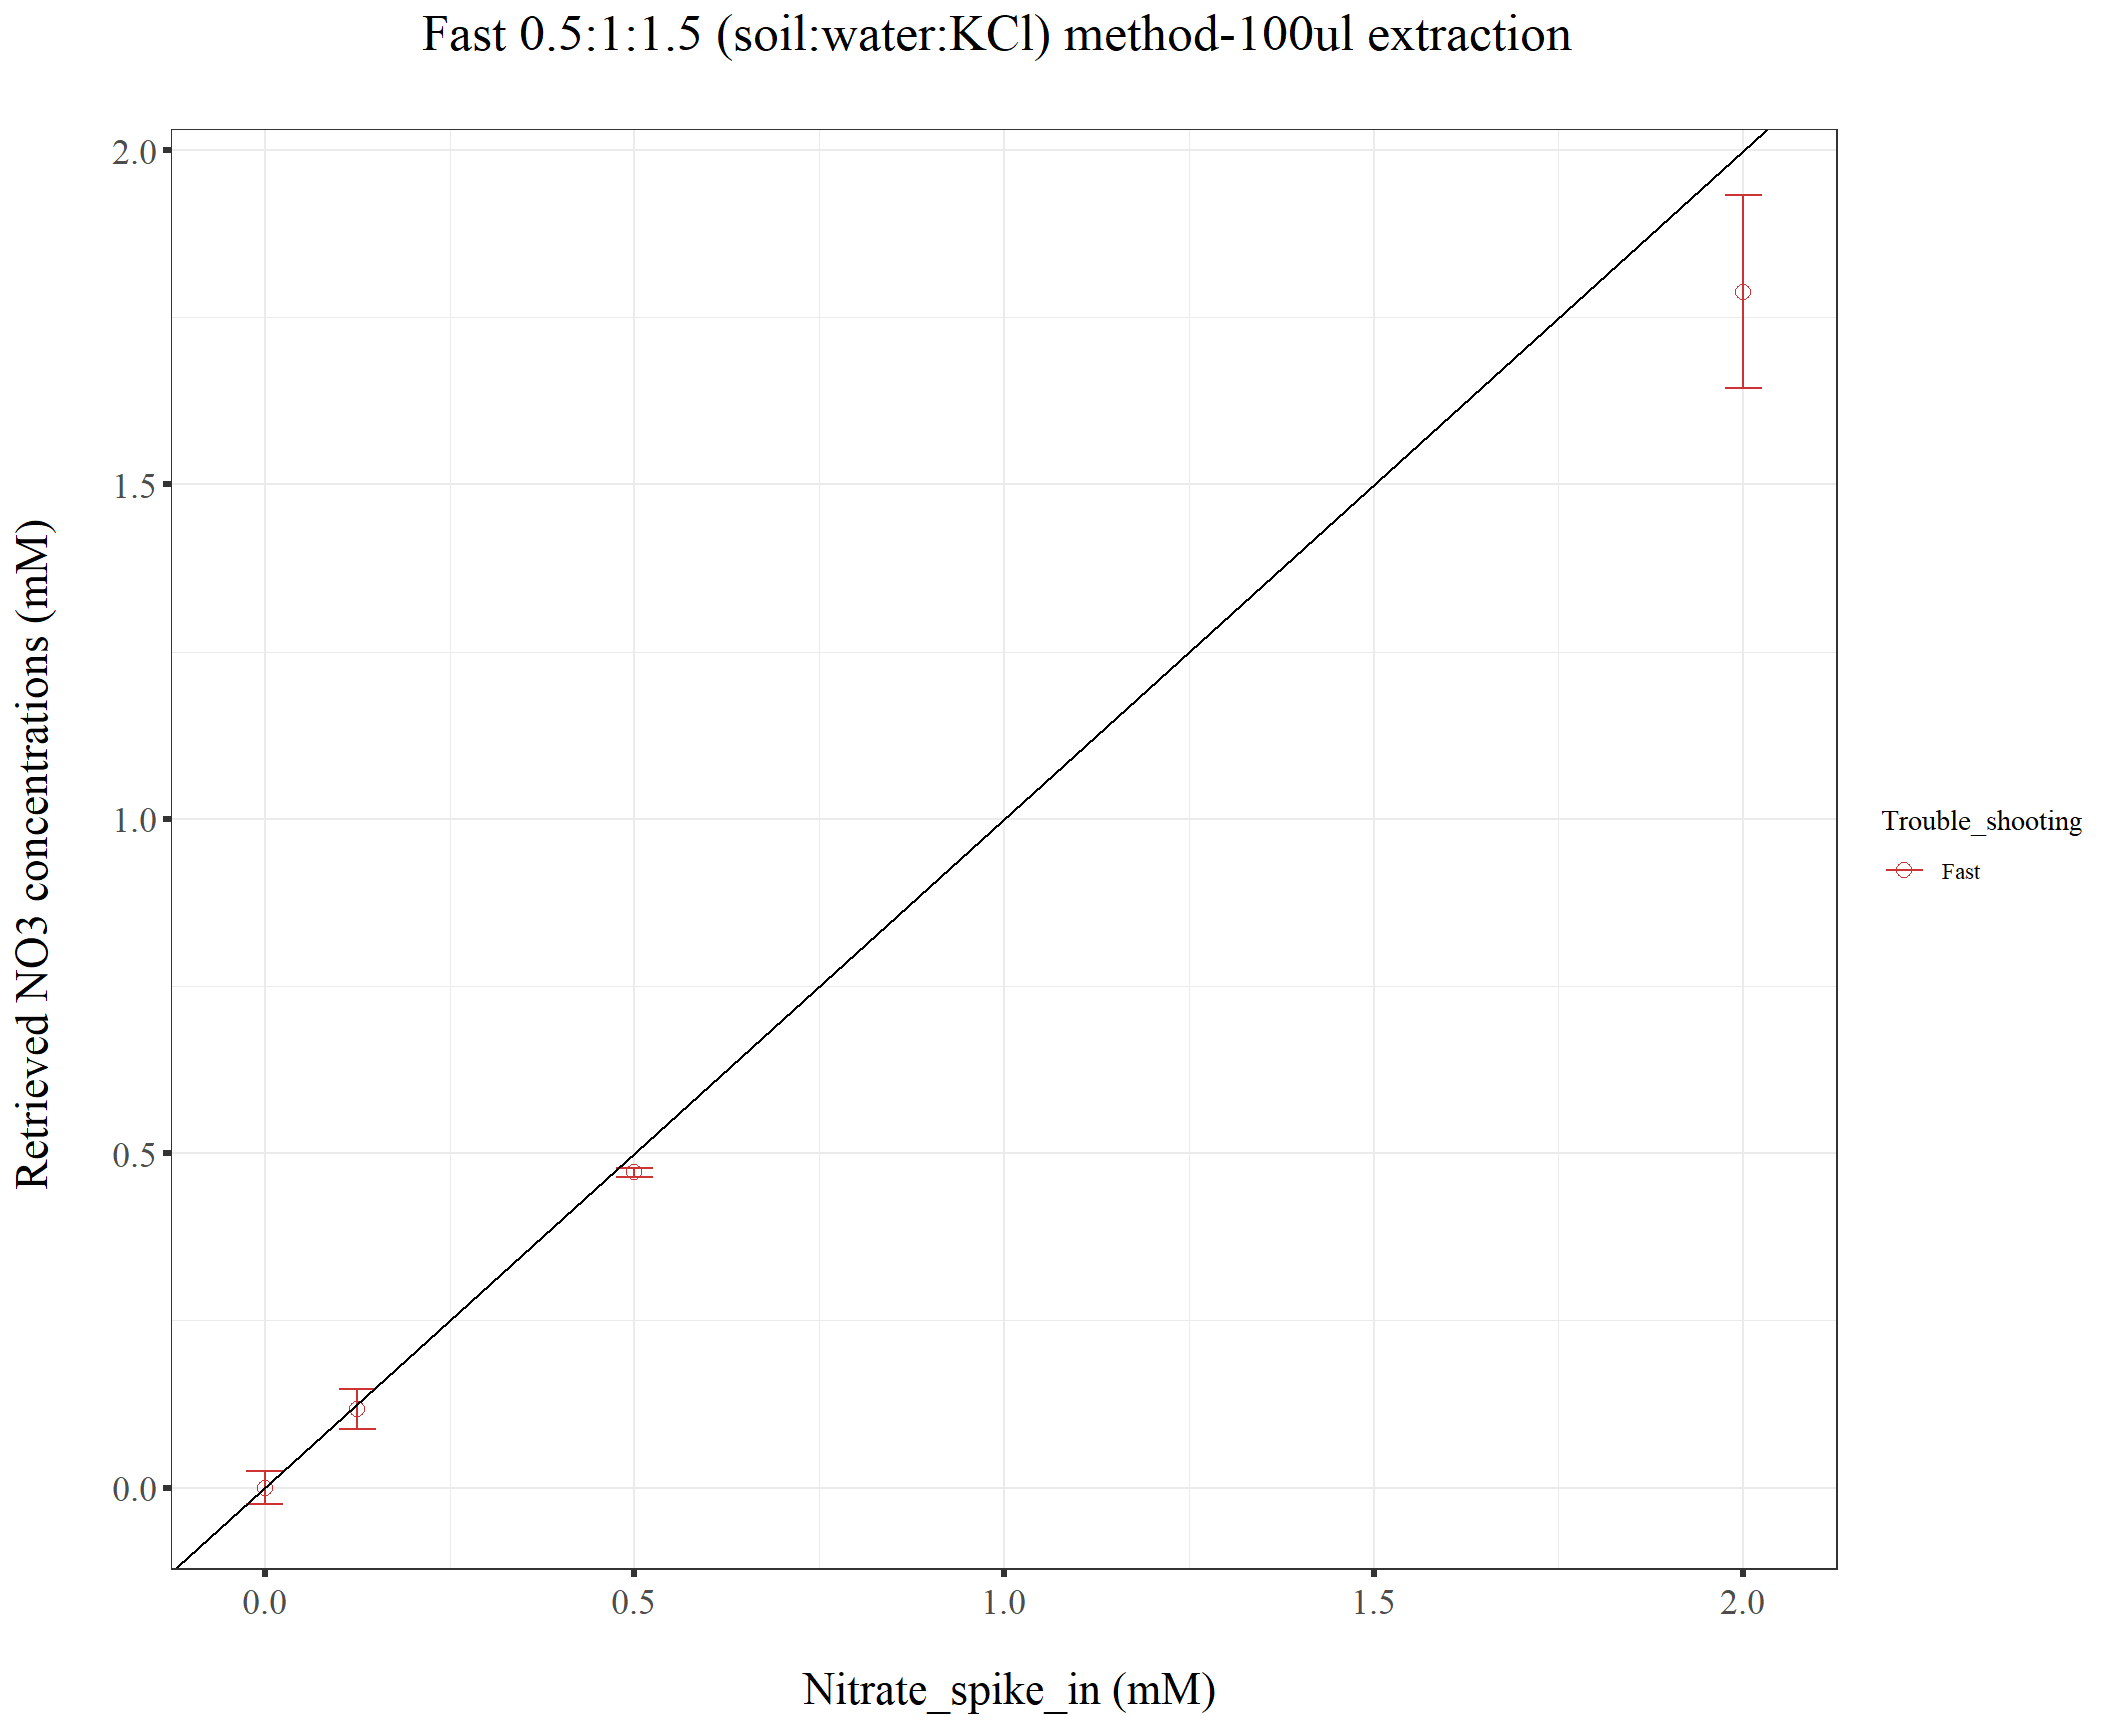 Fast 0.5:1:1.5 (soil:water:KCl) method-100ul extraction
Retrieved NO3 concentrations (mM)
2.0
1.5
1.0
0.5
0.0
0.0 0.5 1.0 1.5 2.0
Nitrate_spike_in (mM)
Trouble_shooting
Fast